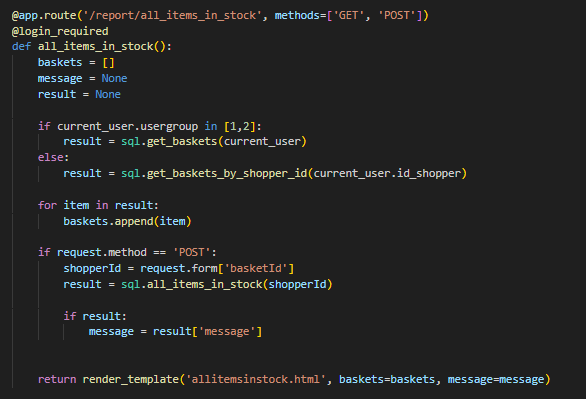 @app.route('/report/all_items_in_stock', methods=['GET', 'POST'])
@login_required
def all_items_in_stock():
    baskets = []
    message = None
    result = None

    if current_user.usergroup in [1,2]:
        result = sql.get_baskets(current_user)
    else:
        result = sql.get_baskets_by_shopper_id(current_user.id_shopper)

    for item in result:
        baskets.append(item)

    if request.method == 'POST':
        shopperId = request.form['basketId']
        result = sql.all_items_in_stock(shopperId)

        if result:
            message = result['message']


    return render_template('allitemsinstock.html', baskets=baskets, message=message)